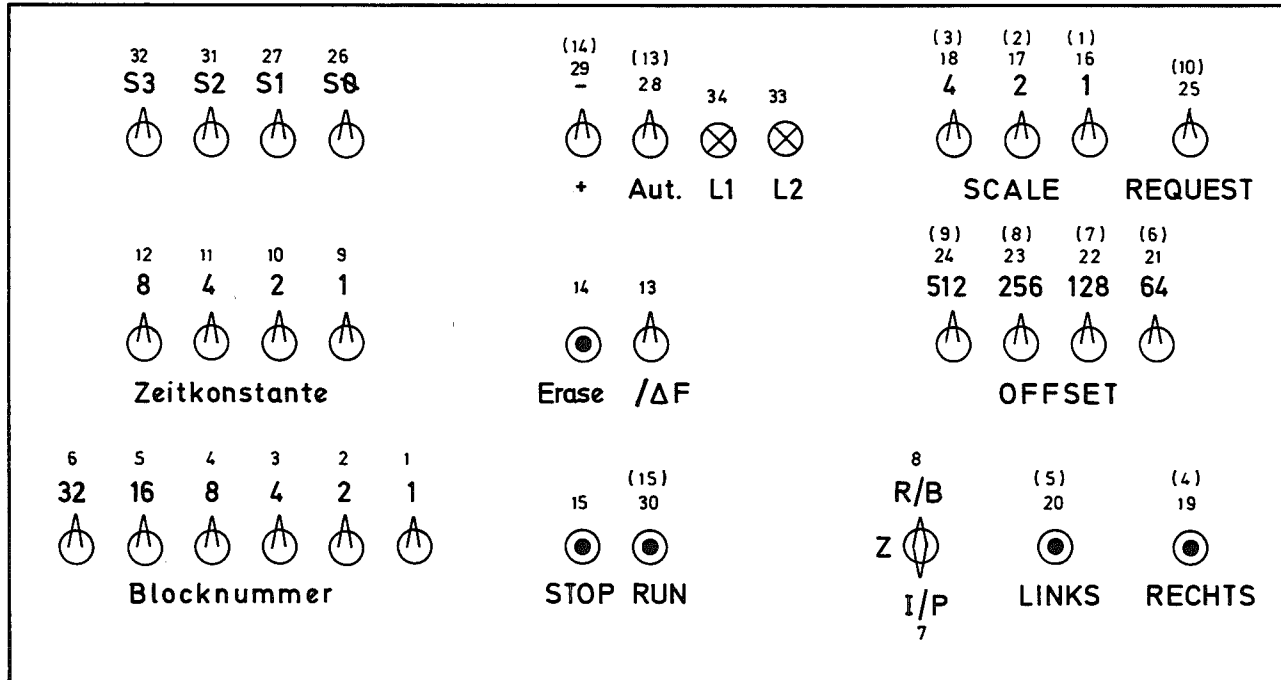 32 31 27 26
S3 S2 S1 S0
(14) (13)
29 28
- 34 33
+ Aut. L1 L2
(3) (2) (1)
18 17 16
4 2 1
(10)
25
SCALE REQUEST
12 11 10 9
8 4 2 1
Zeitkonstante
14 13
Erase /ΔF
(9) (8) (7) (6)
24 23 22 21
512 256 128 64
OFFSET
6 5 4 3 2 1
32 16 8 4 2 1
Blocknummer
(15)
15 30
STOP RUN
8
R/B
Z
I/P
7
(5) (4)
20 19
LINKS RECHTS